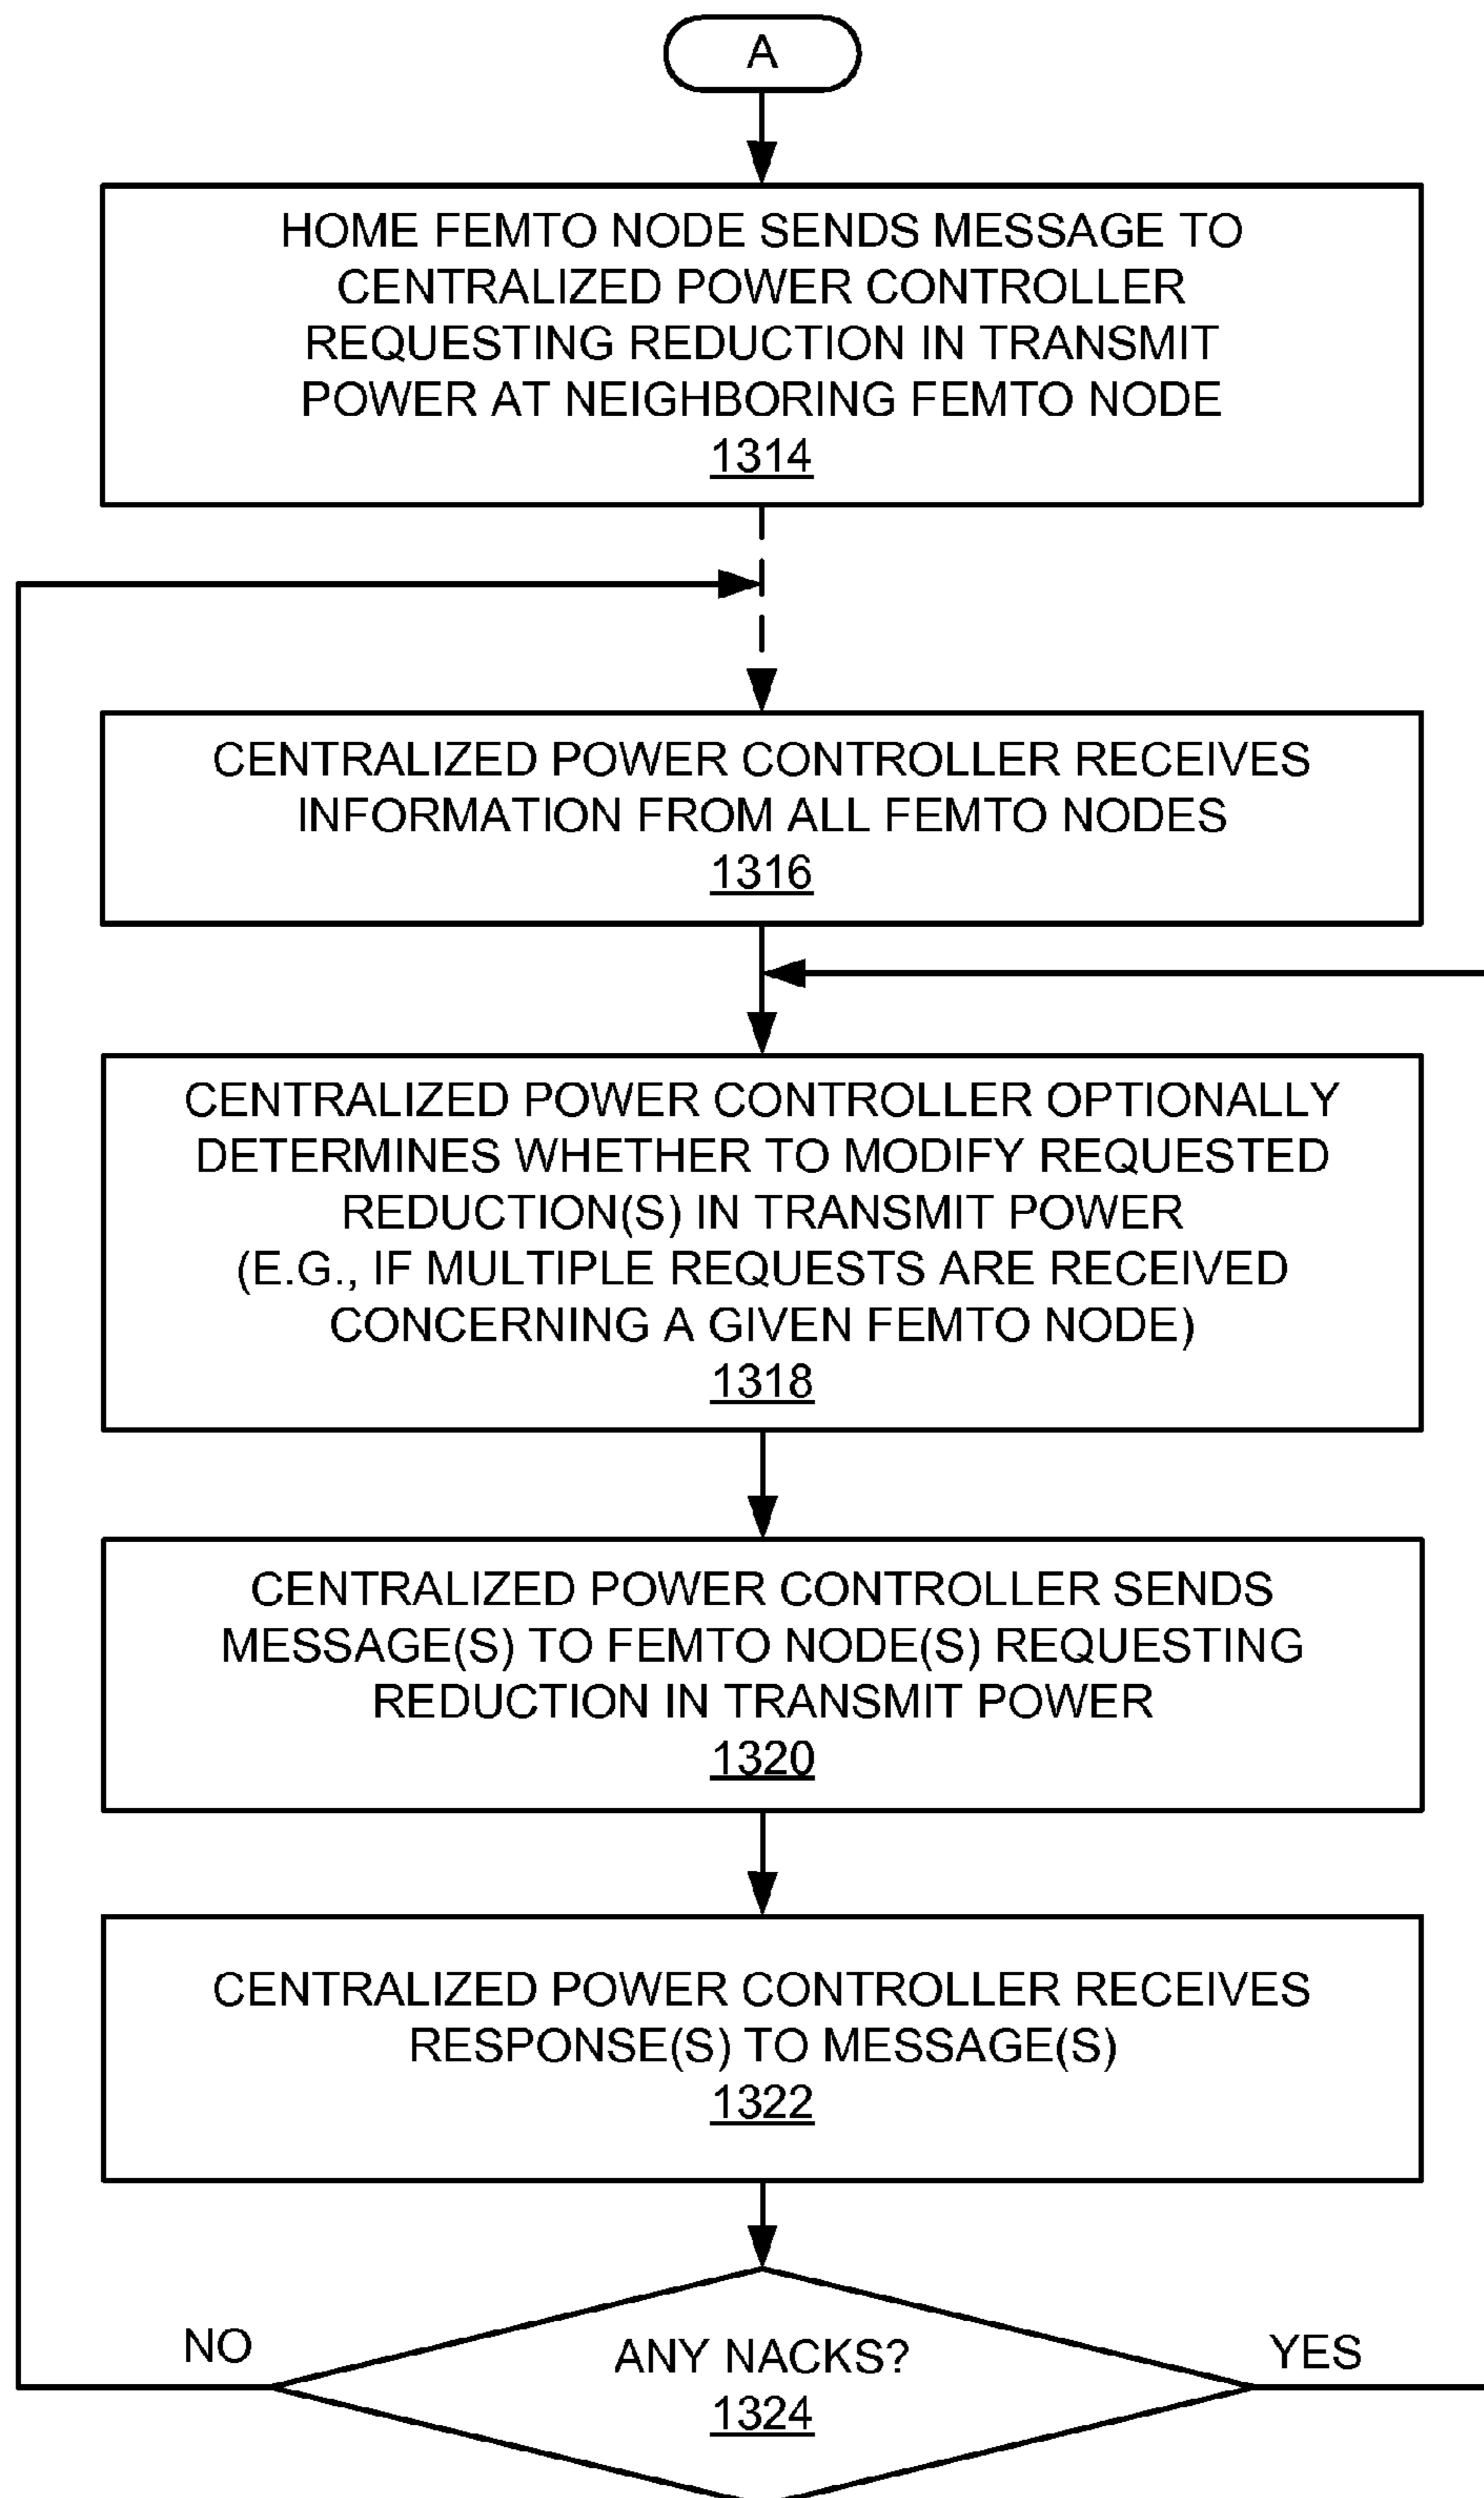 A
HOME FEMTO NODE SENDS MESSAGE TO
CENTRALIZED POWER CONTROLLER
REQUESTING REDUCTION IN TRANSMIT
POWER AT NEIGHBORING FEMTO NODE
1314
CENTRALIZED POWER CONTROLLER RECEIVES
INFORMATION FROM ALL FEMTO NODES
1316
CENTRALIZED POWER CONTROLLER OPTIONALLY
DETERMINES WHETHER TO MODIFY REQUESTED
REDUCTION(S) IN TRANSMIT POWER
(E.G., IF MULTIPLE REQUESTS ARE RECEIVED
CONCERNING A GIVEN FEMTO NODE)
1318
CENTRALIZED POWER CONTROLLER SENDS
MESSAGE(S) TO FEMTO NODE(S) REQUESTING
REDUCTION IN TRANSMIT POWER
1320
CENTRALIZED POWER CONTROLLER RECEIVES
RESPONSE(S) TO MESSAGE(S)
1322
NO
ANY NACKS?
YES
1324